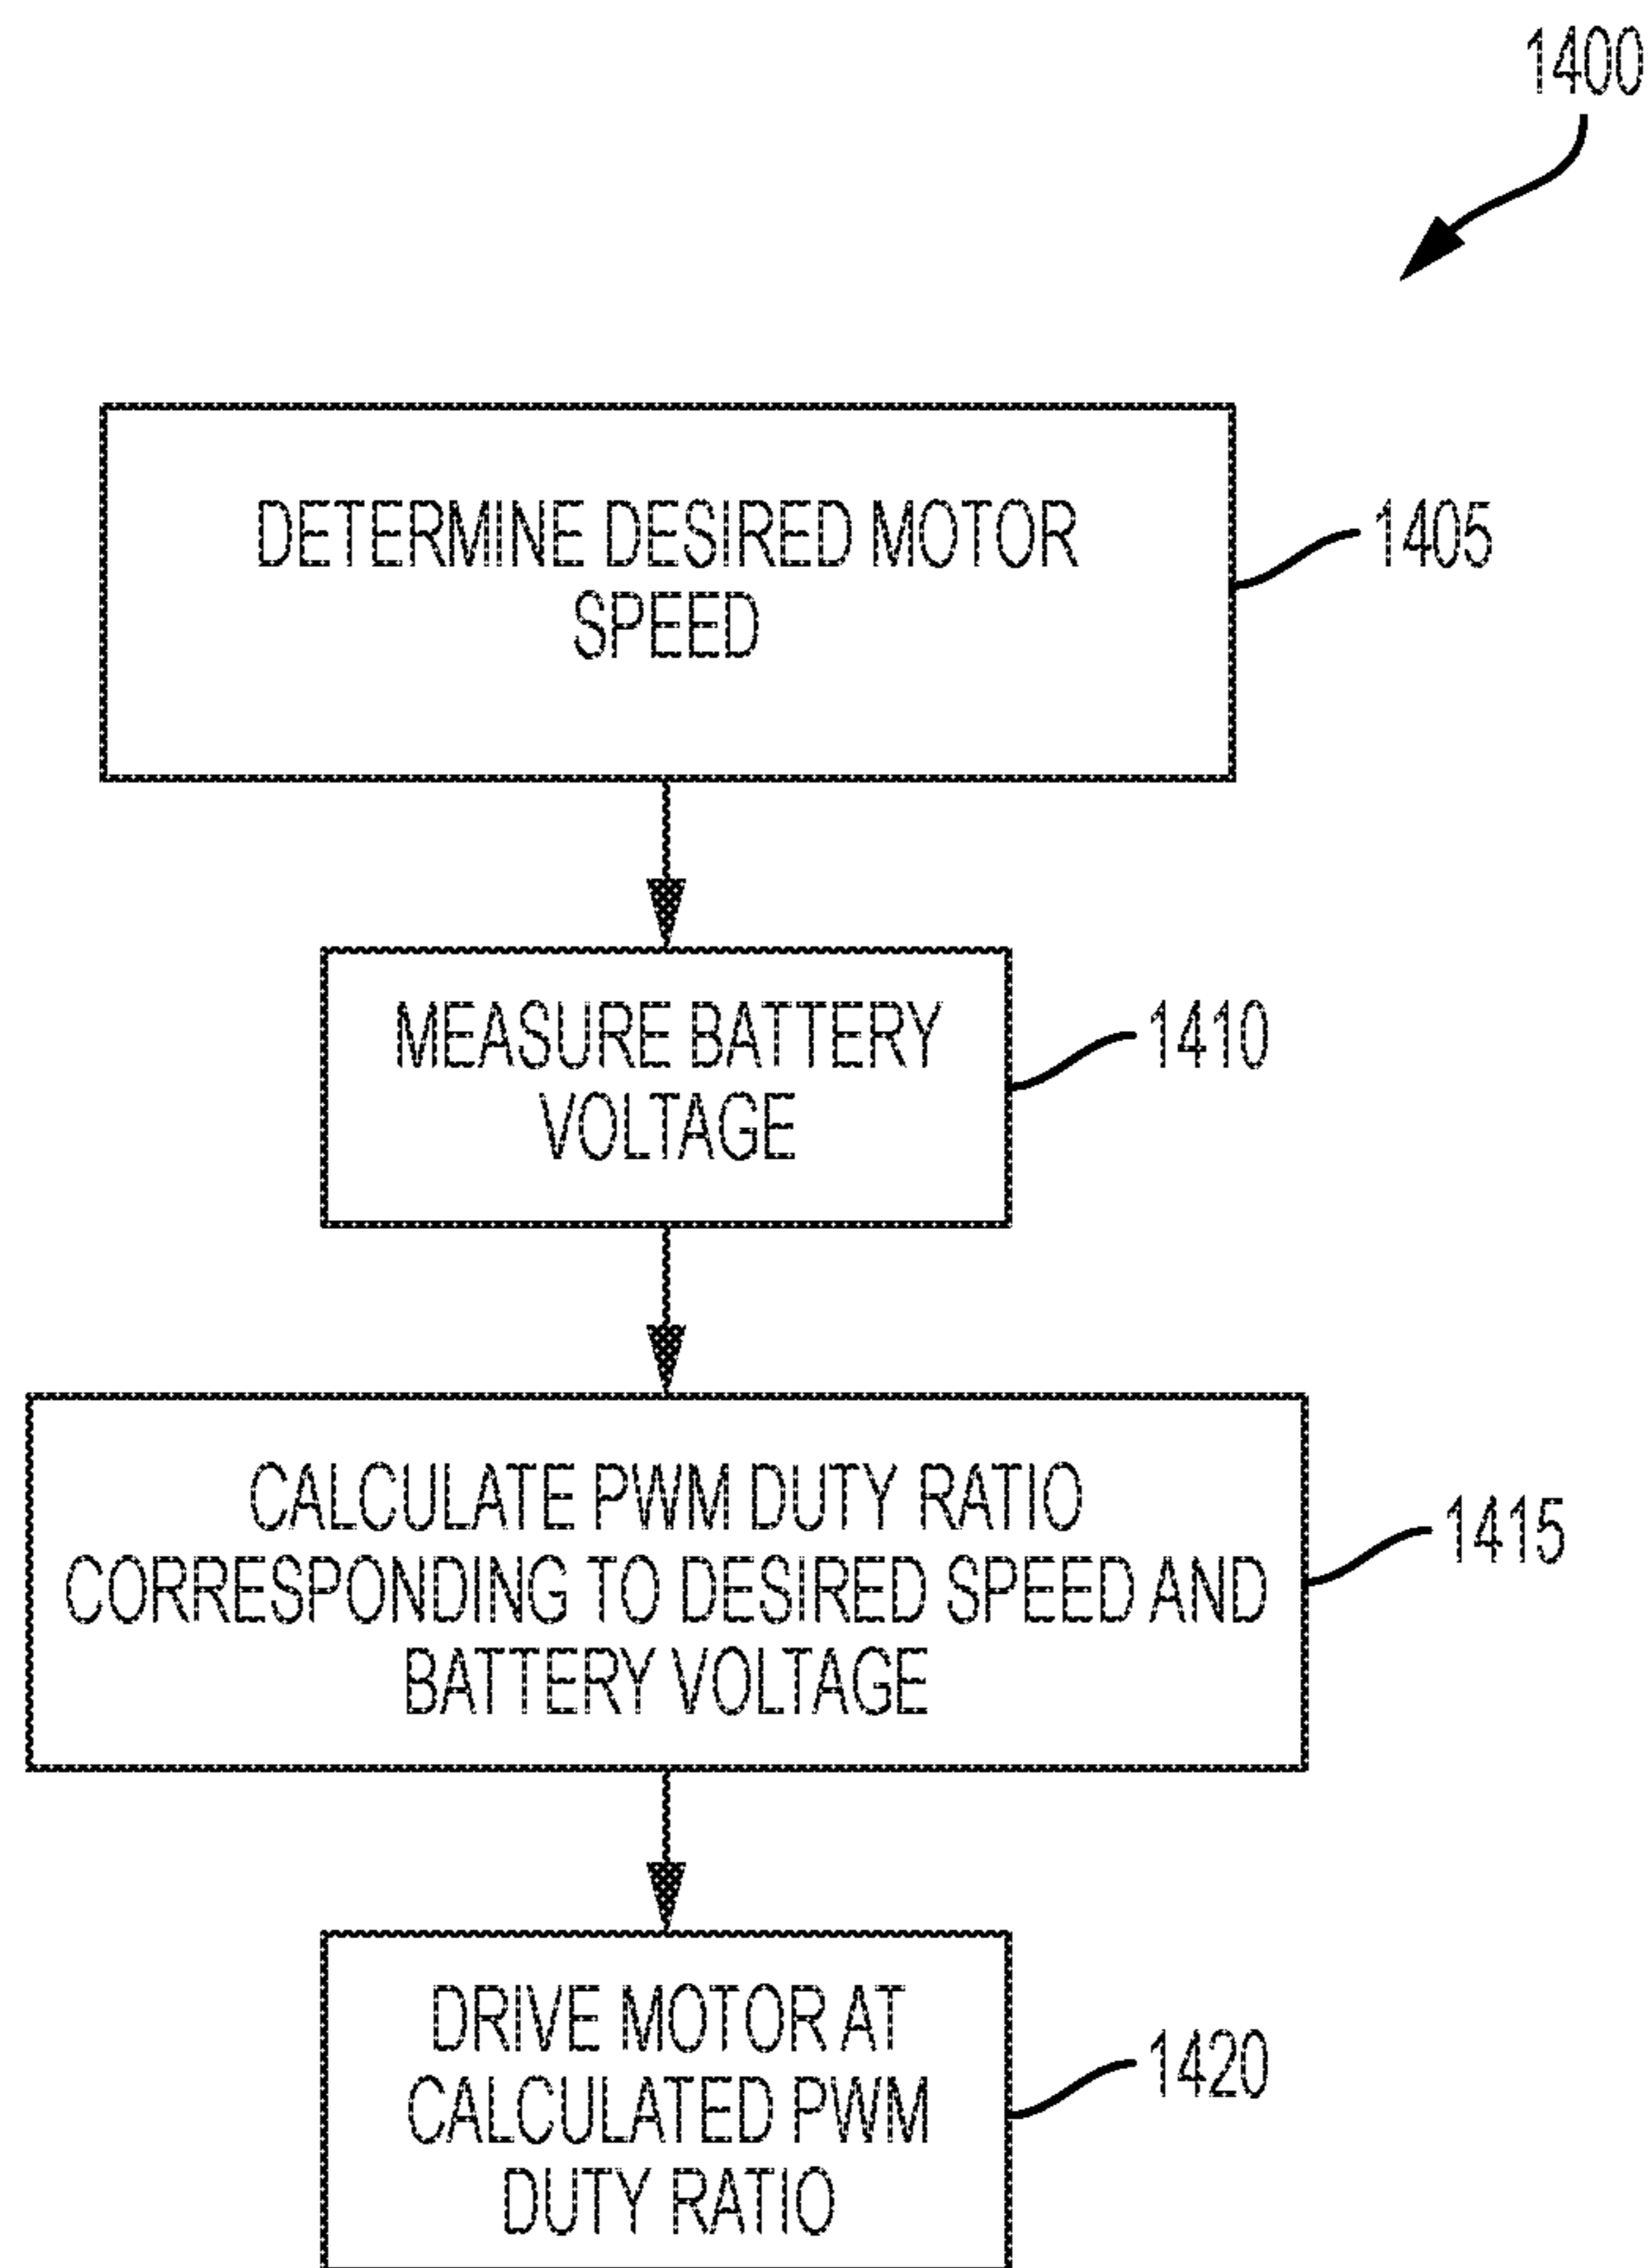 1400
DETERMINE DESIRED MOTOR
SPEED
1405
MEASURE BATTERY
VOLTAGE
1410
CALCULATE PWM DUTY RATIO
CORRESPONDING TO DESIRED SPEED AND
BATTERY VOLTAGE
1415
DRIVE MOTOR AT
CALCULATED PWM
DUTY RATIO
1420